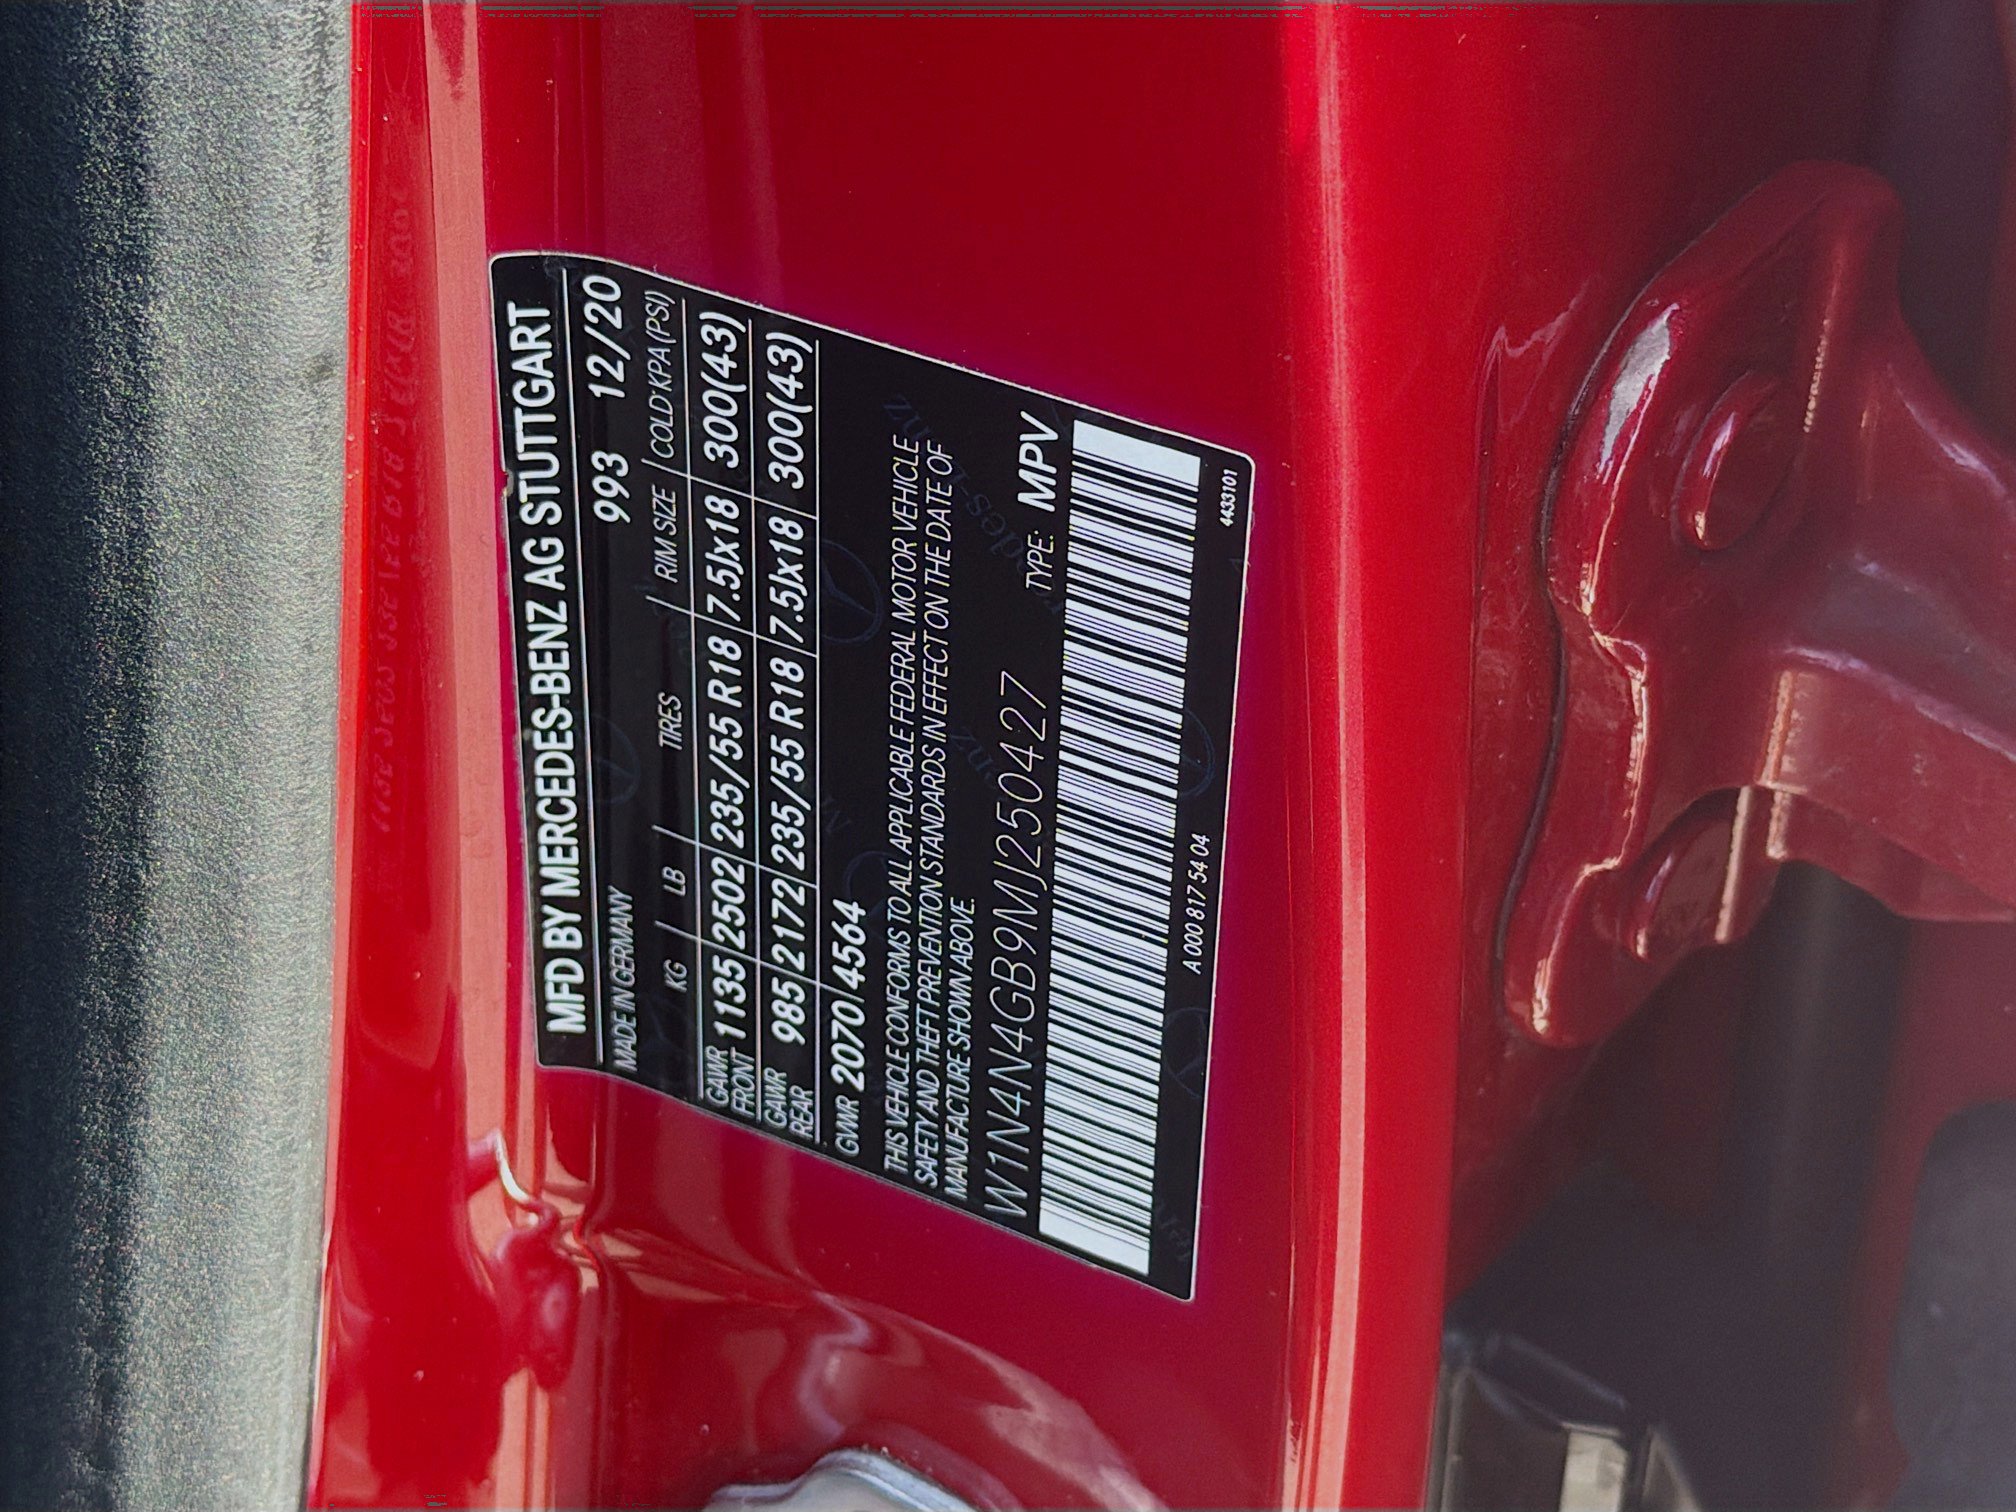 MFD BY MERCEDES-BENZ AG STUTTGART
MADE IN GERMANY 993 12/20
KG LB TIRES RIM SIZE COLD KPA(PSI)
GAWR FRONT 1135 2502 235/55 R18 7.5Jx18 300(43)
GAWR REAR 985 2172 235/55 R18 7.5Jx18 300(43)
GVWR 2070/4564
THIS VEHICLE CONFORMS TO ALL APPLICABLE FEDERAL MOTOR VEHICLE
SAFETY AND THEFT PREVENTION STANDARDS IN EFFECT ON THE DATE OF
MANUFACTURE SHOWN ABOVE.
W1N4N4GB9MJ250427 TYPE: MPV
A 000 817 54 04 4433101